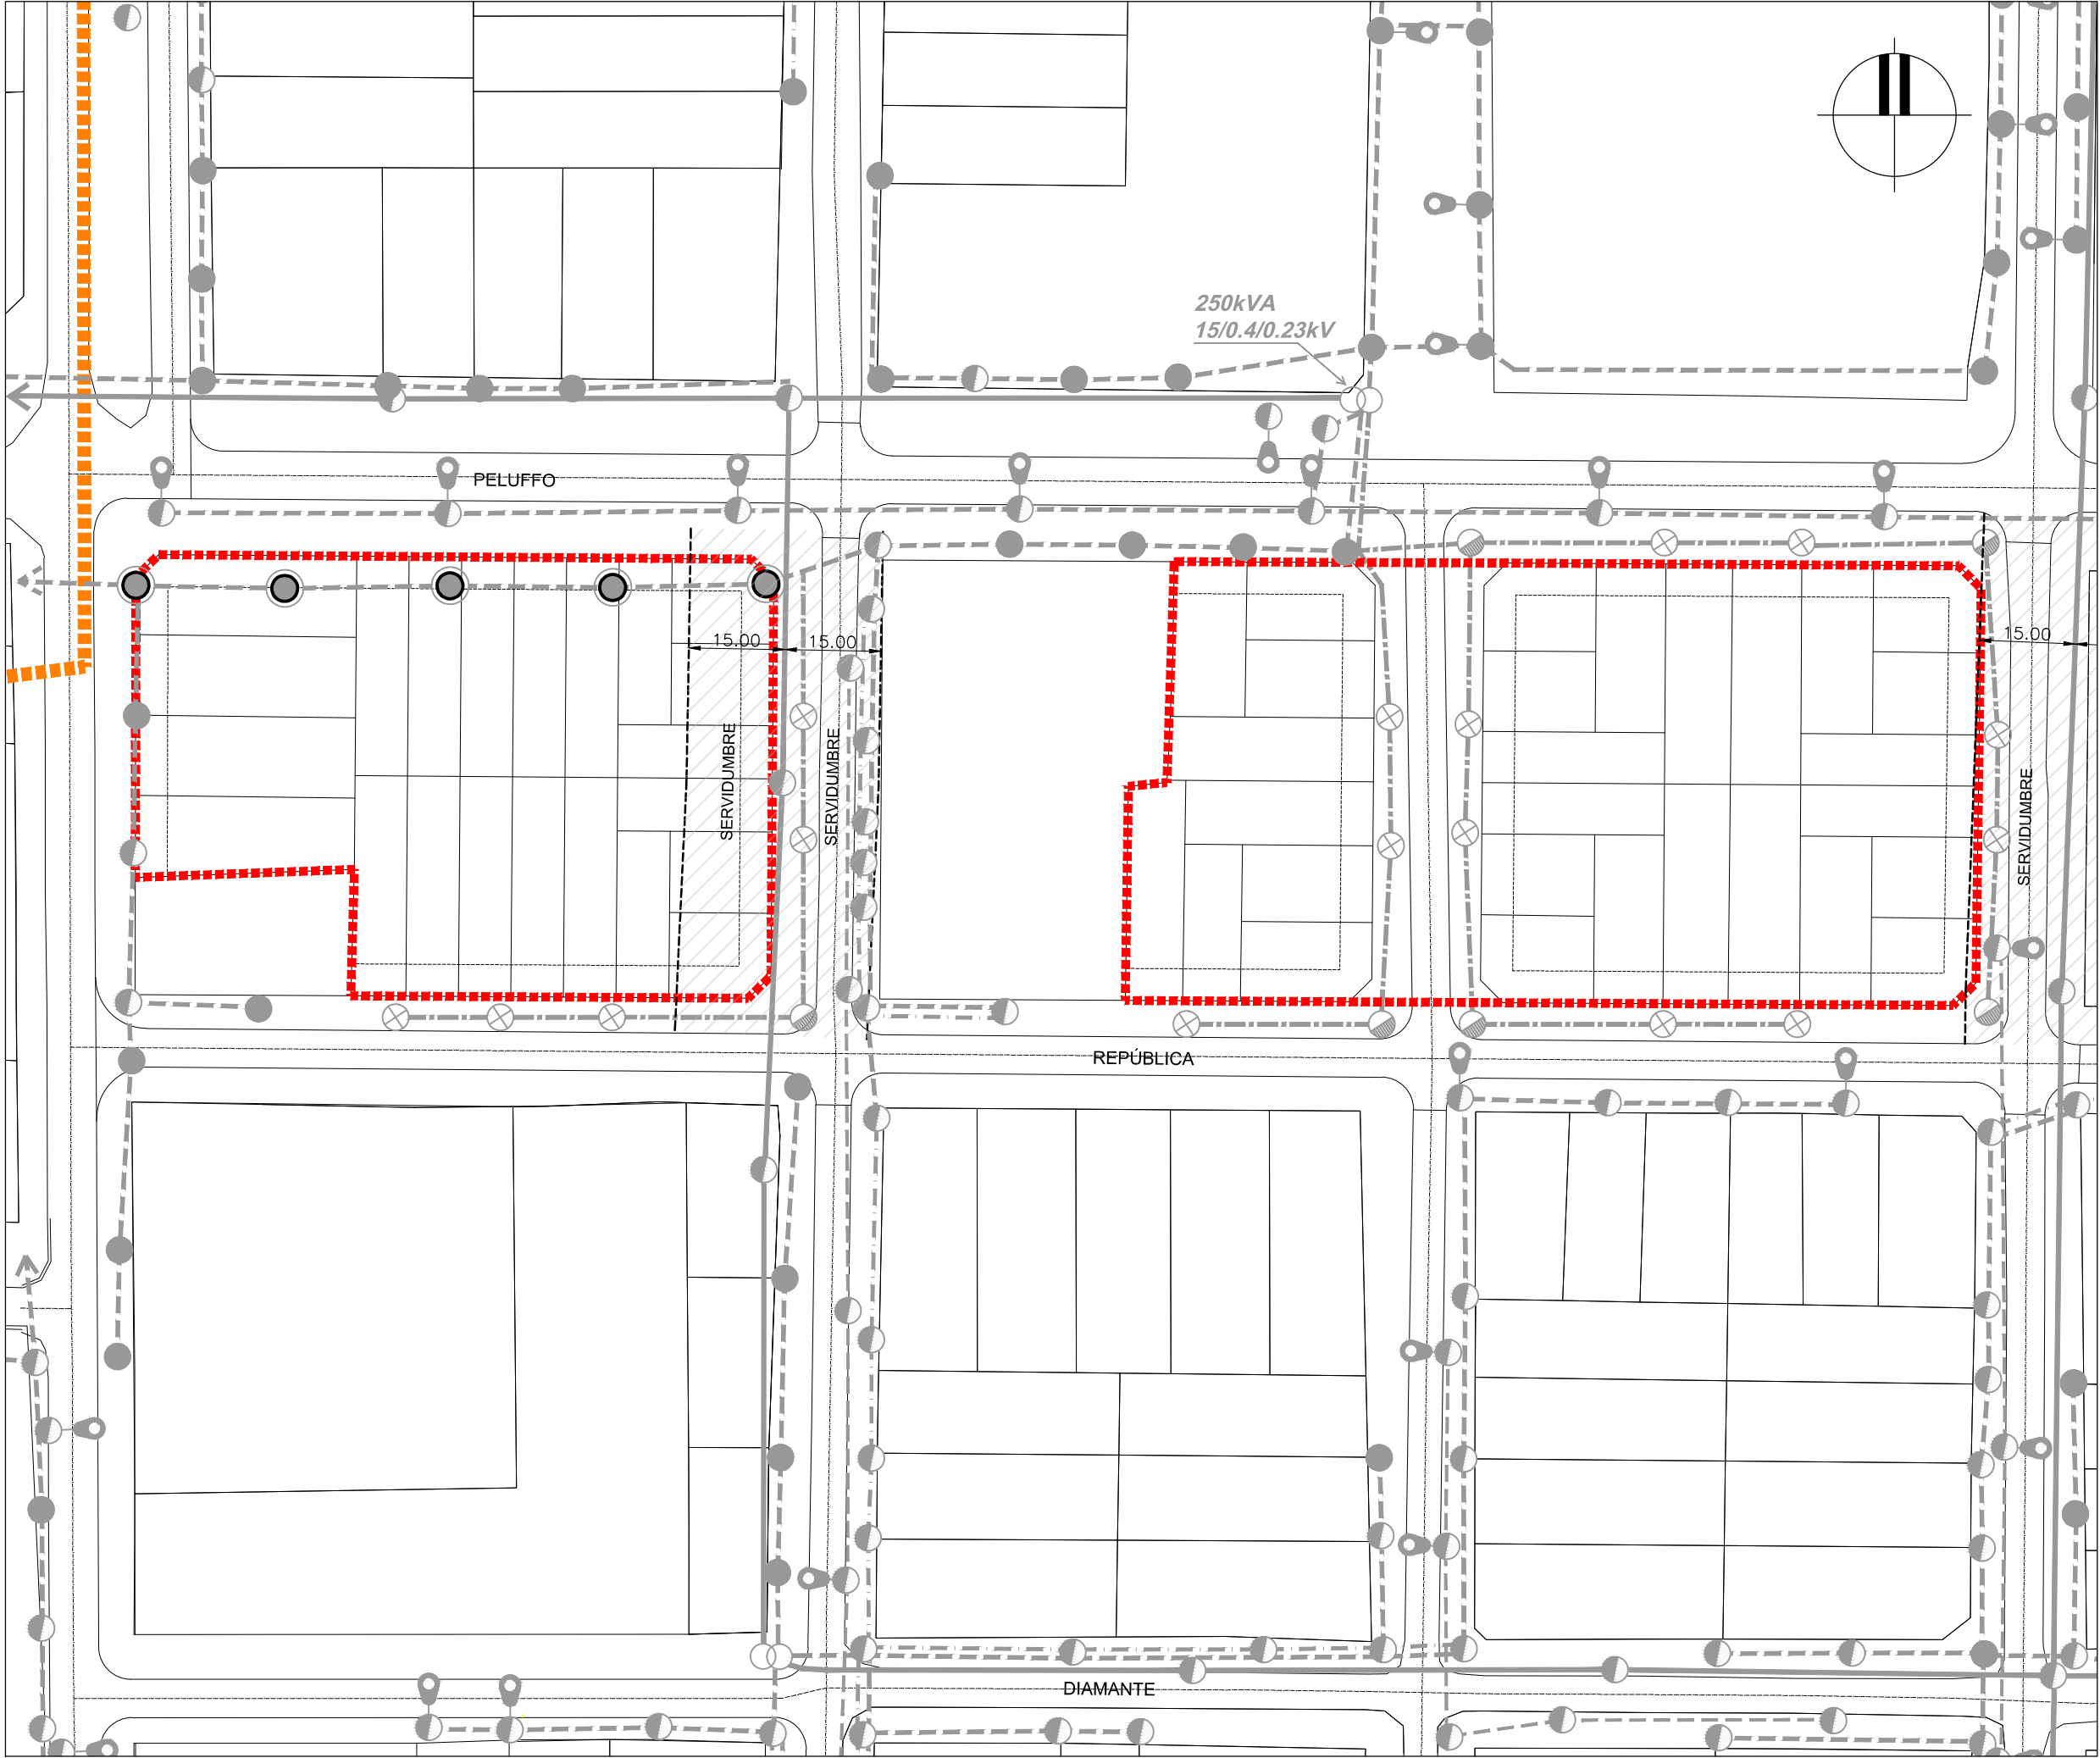 250kVA
15/0.4/0.23kV
PELUFFO
15.00
15.00
15.00
SERVIDUMBRE
SERVIDUMBRE
SERVIDUMBRE
REPÚBLICA
DIAMANTE